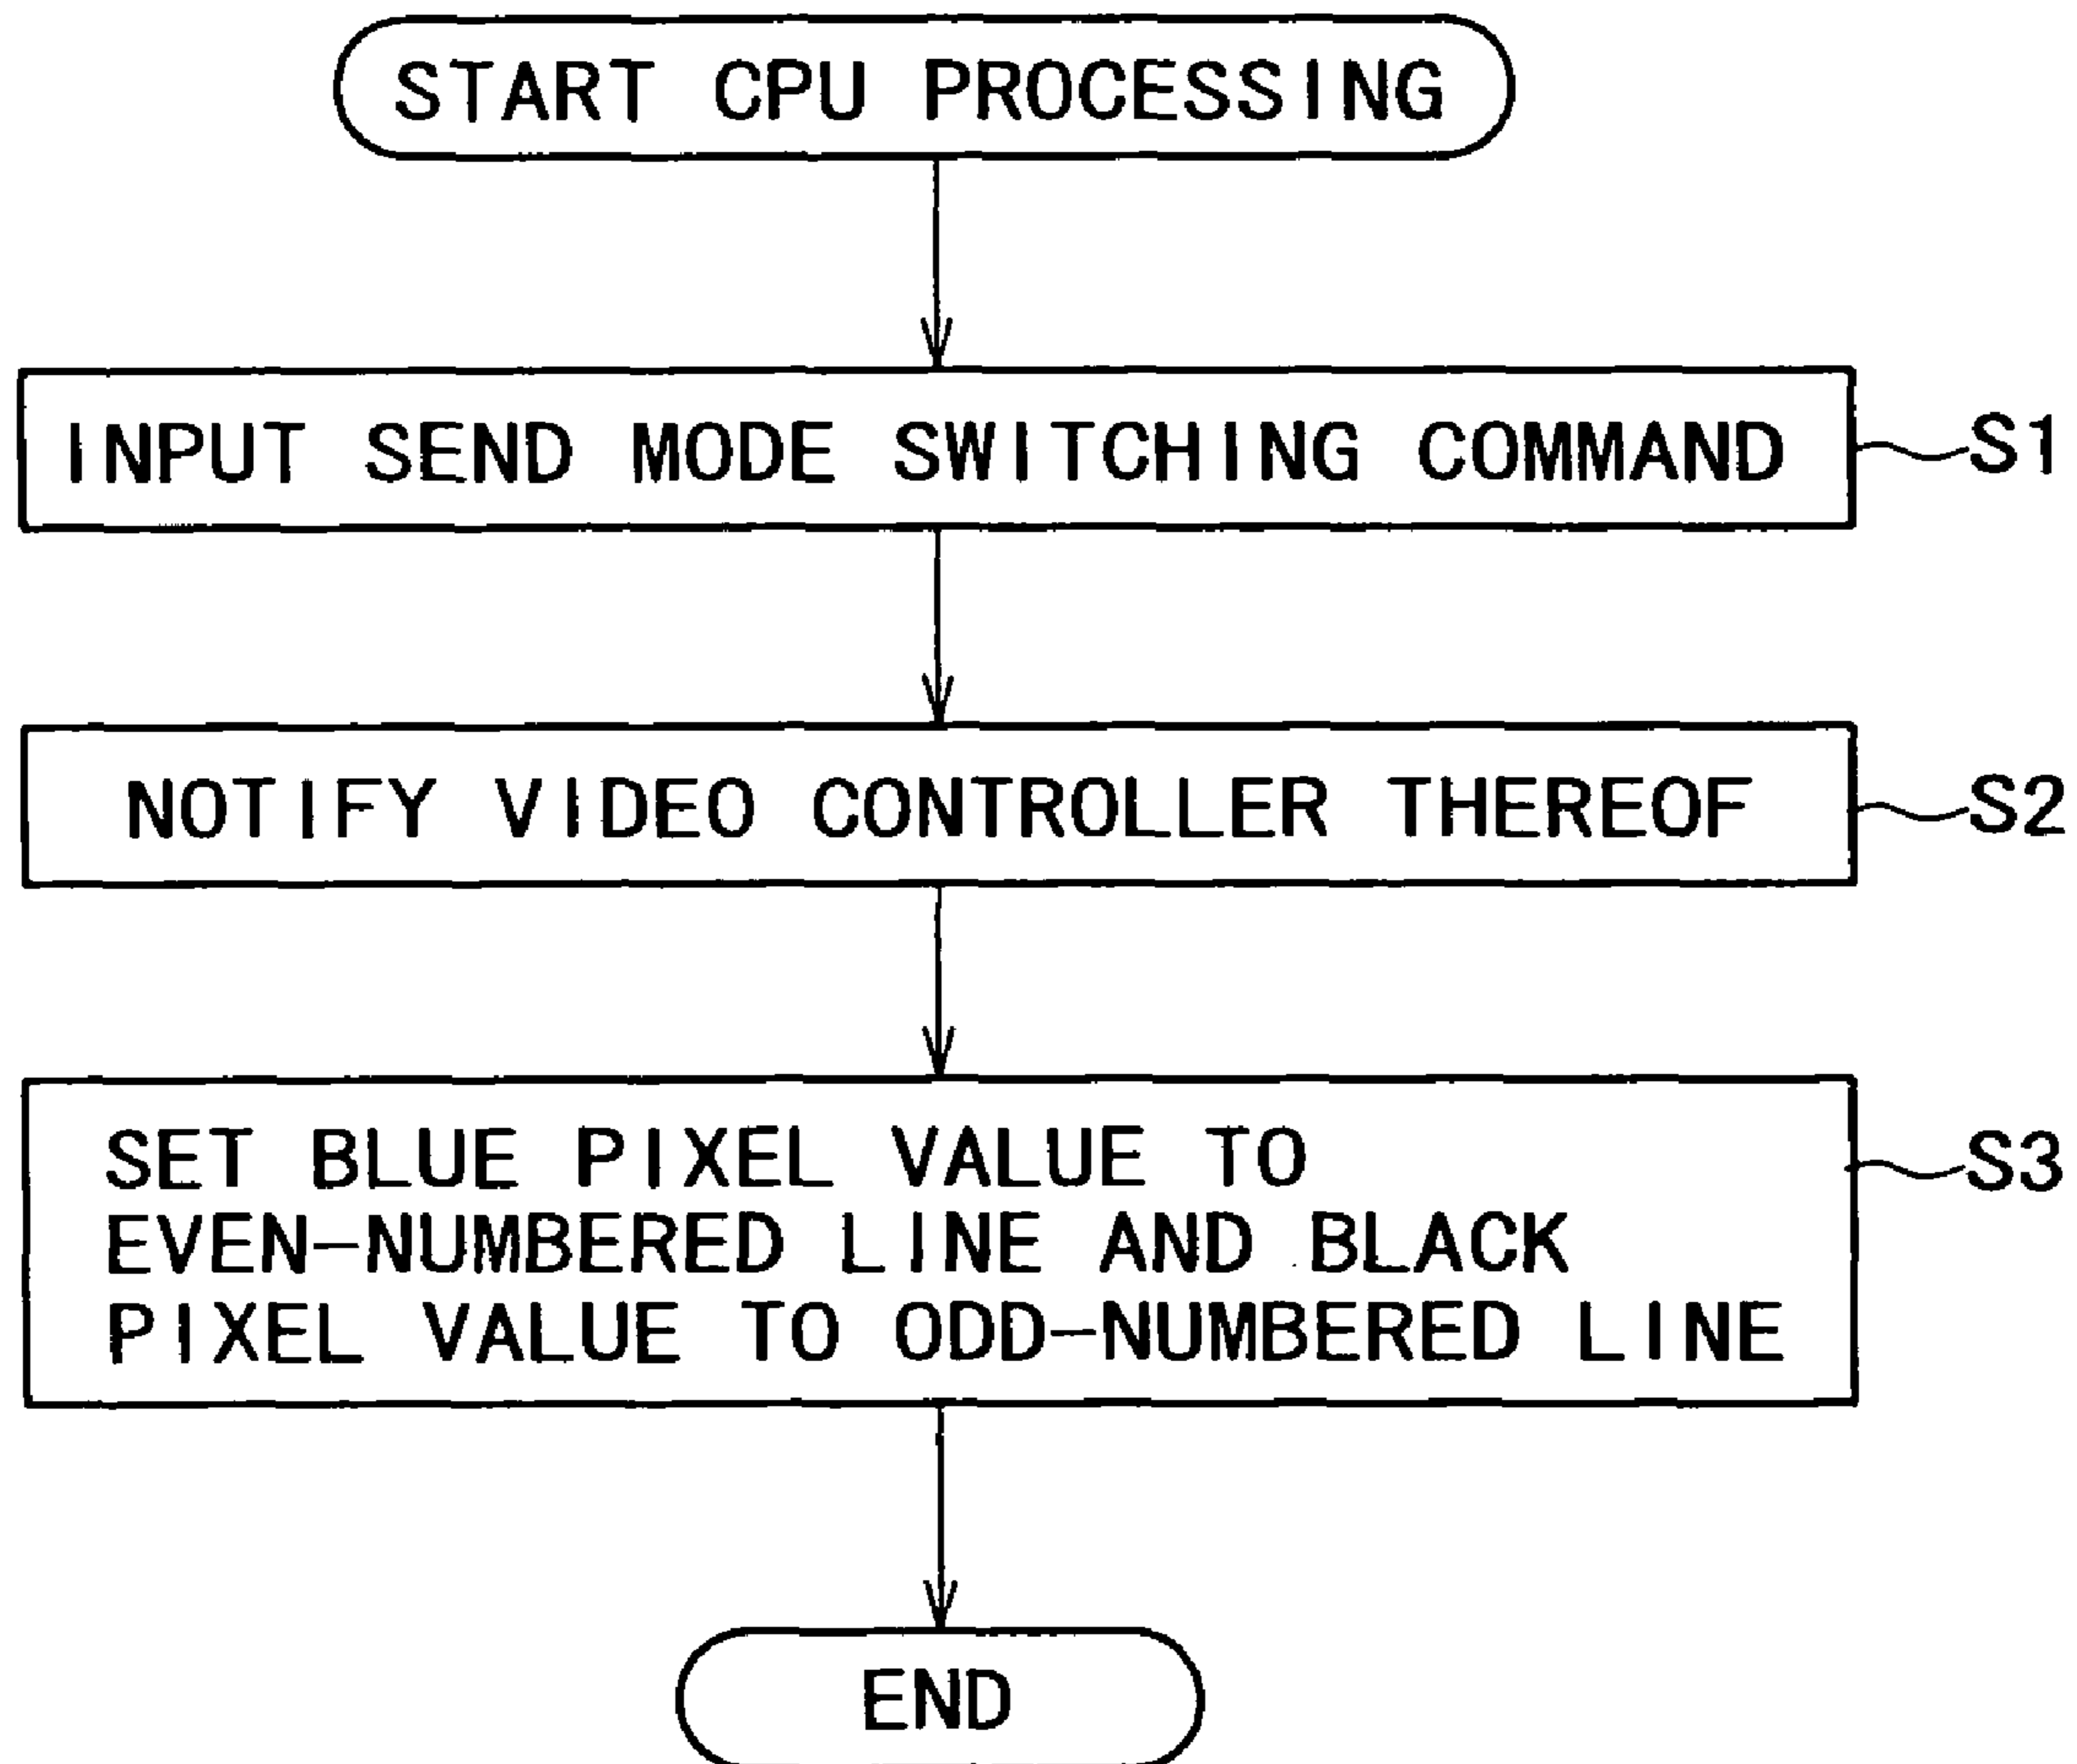 START CPU PROCESSING
INPUT SEND MODE SWITCHING COMMAND
S1
NOTIFY VIDEO CONTROLLER THEREOF
S2
SET BLUE PIXEL VALUE TO
EVEN-NUMBERED LINE AND BLACK
PIXEL VALUE TO ODD-NUMBERED LINE
S3
END